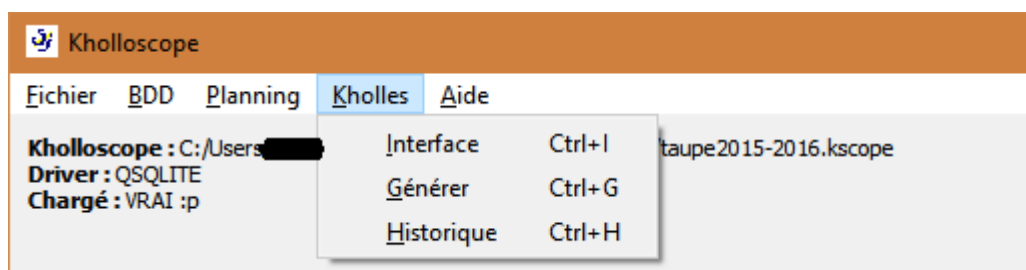 Kholloscope
Fichier BDD Planning Kholles Aide
Kholloscope : C:/Users /taupe2015-2016.kscope
Driver : QSQLITE
Chargé : VRAI :p
Interface Ctrl+I
Générer Ctrl+G
Historique Ctrl+H